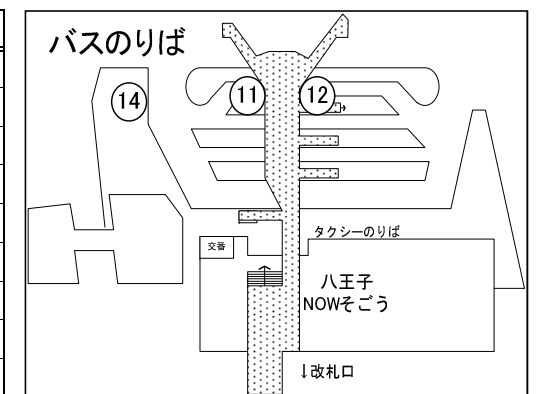 バスのりば
11
12
14
タクシーのりば
交番
八王子
NOWそごう
↓改札口